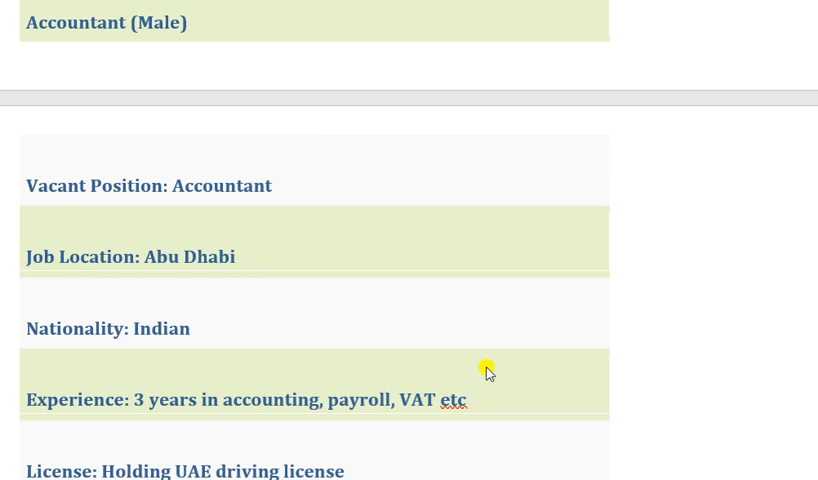 Accountant (Male)
Vacant Position: Accountant
Job Location: Abu Dhabi
Nationality: Indian
Experience: 3 years in accounting, payroll, VAT etc
License: Holding UAE driving license